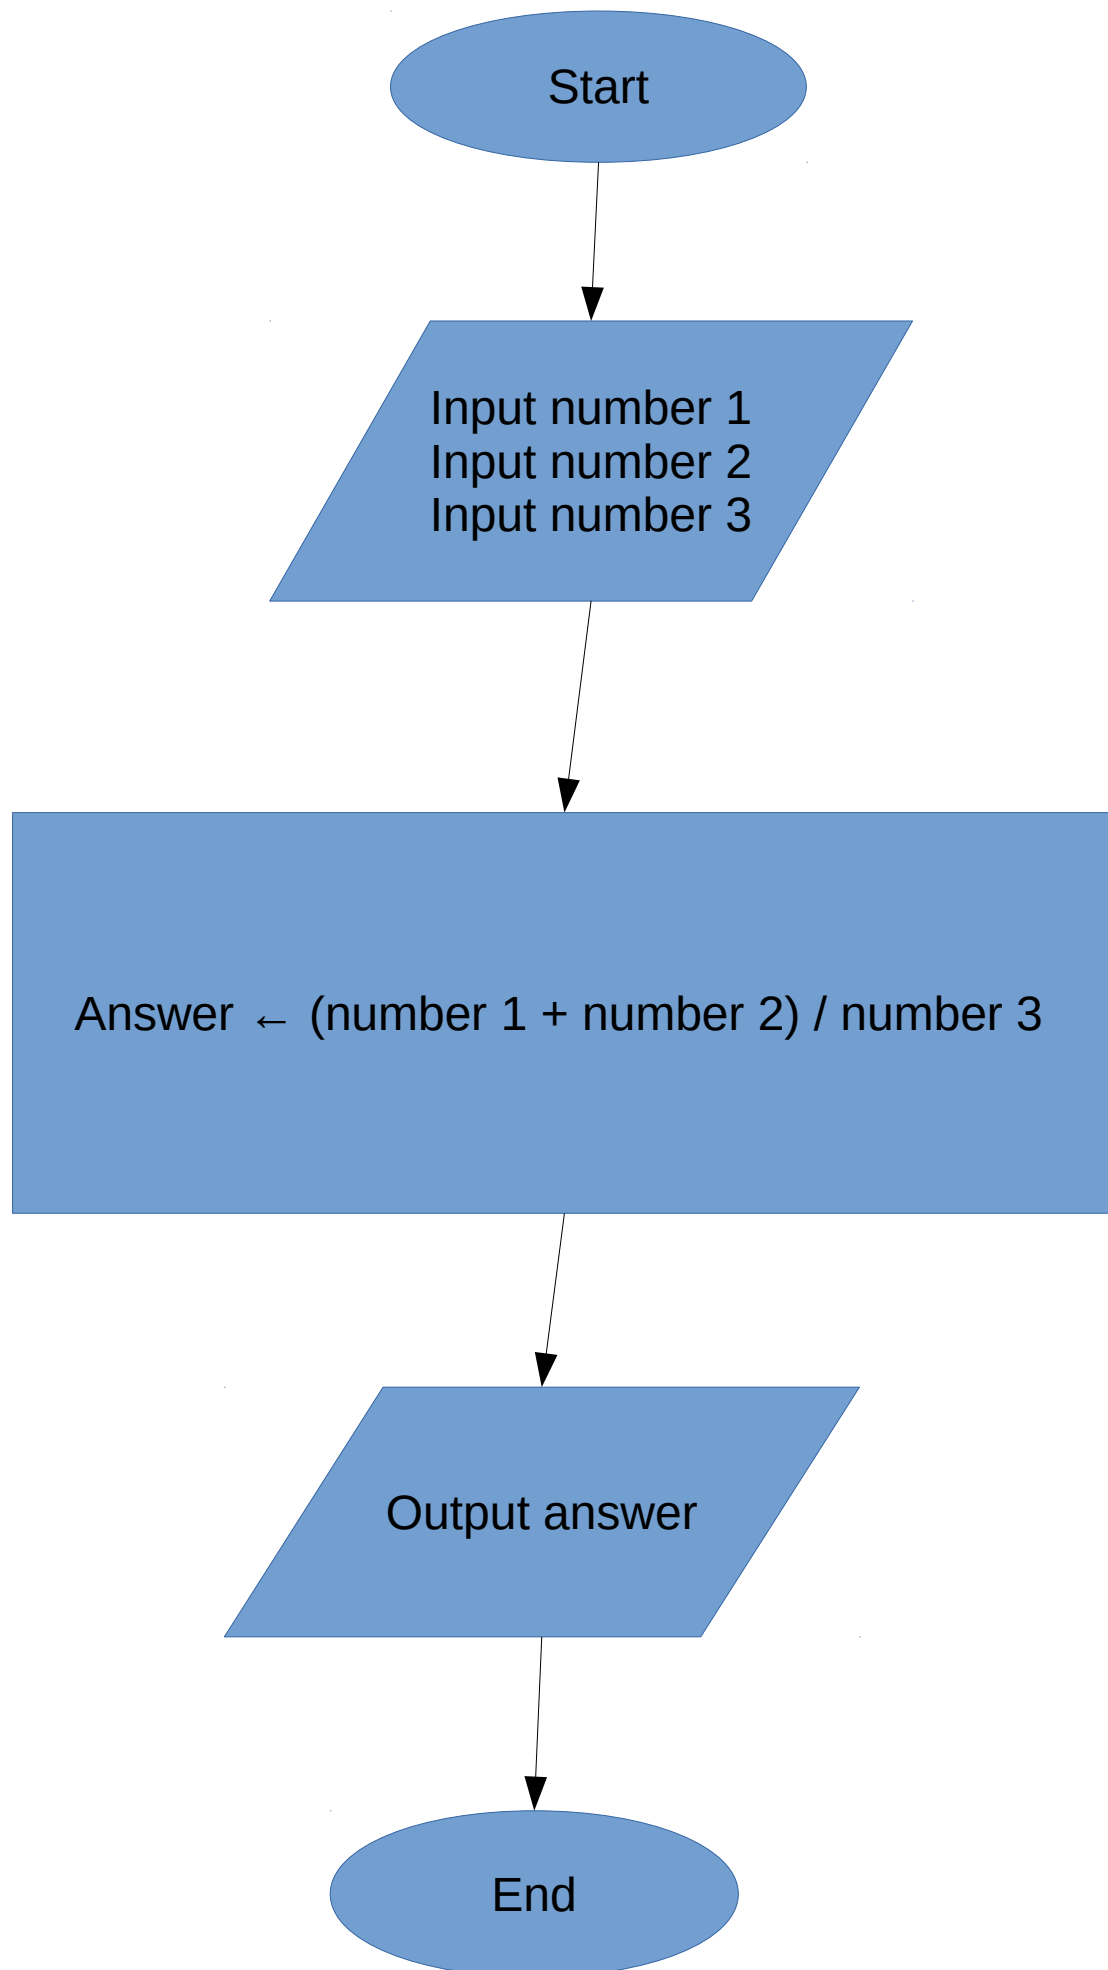 Start
Input number 1
Input number 2
Input number 3
Answer ← (number 1 + number 2) / number 3
Output answer
End